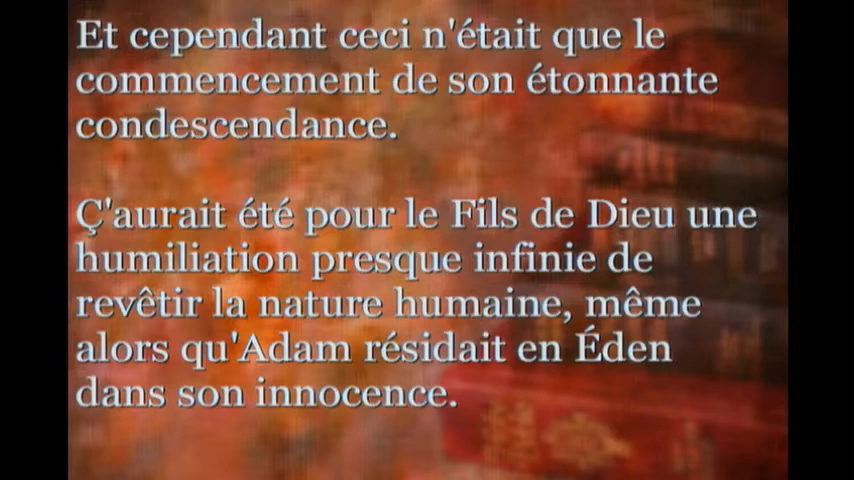 Et cependant ceci n'était que le
commencement de son étonnante
condescendance.
Ç'aurait été pour le Fils de Dieu une
humiliation presque infinie de
revêtir la nature humaine, même
alors qu'Adam résidait en Éden
dans son innocence.